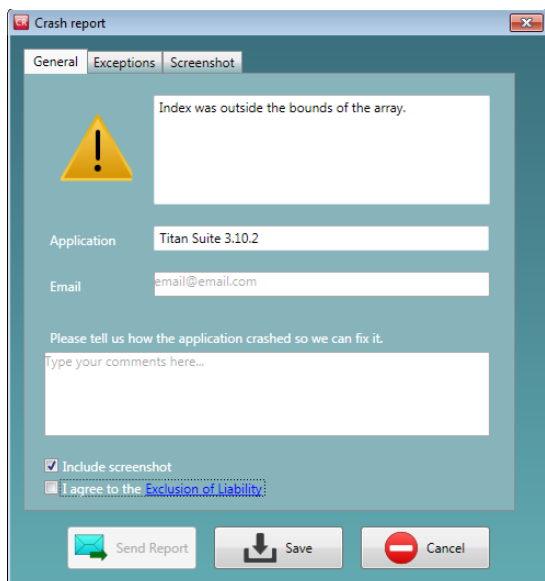 CR Crash report
General Exceptions Screenshot
Index was outside the bounds of the array.
Application Titan Suite 3.10.2
Email email@email.com
Please tell us how the application crashed so we can fix it.
Type your comments here...
Include screenshot
I agree to the Exclusion of Liability
Send Report Save Cancel